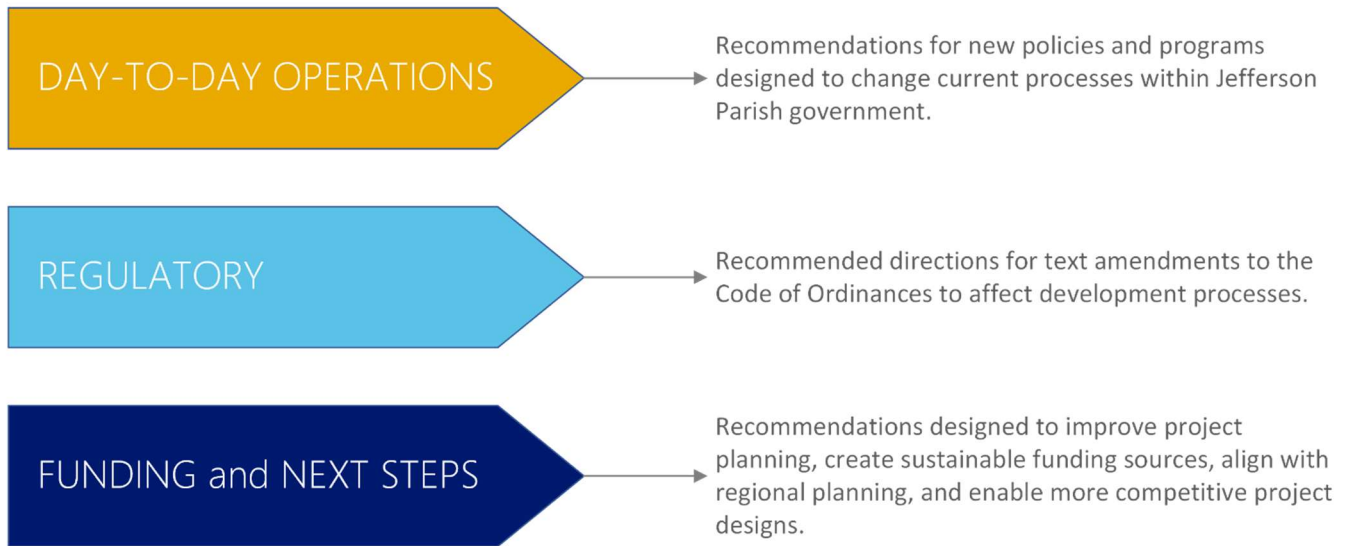 DAY-TO-DAY OPERATIONS
Recommendations for new policies and programs
designed to change current processes within Jefferson
Parish government.
REGULATORY
Recommended directions for text amendments to the
Code of Ordinances to affect development processes.
FUNDING and NEXT STEPS
Recommendations designed to improve project
planning, create sustainable funding sources, align with
regional planning, and enable more competitive project
designs.